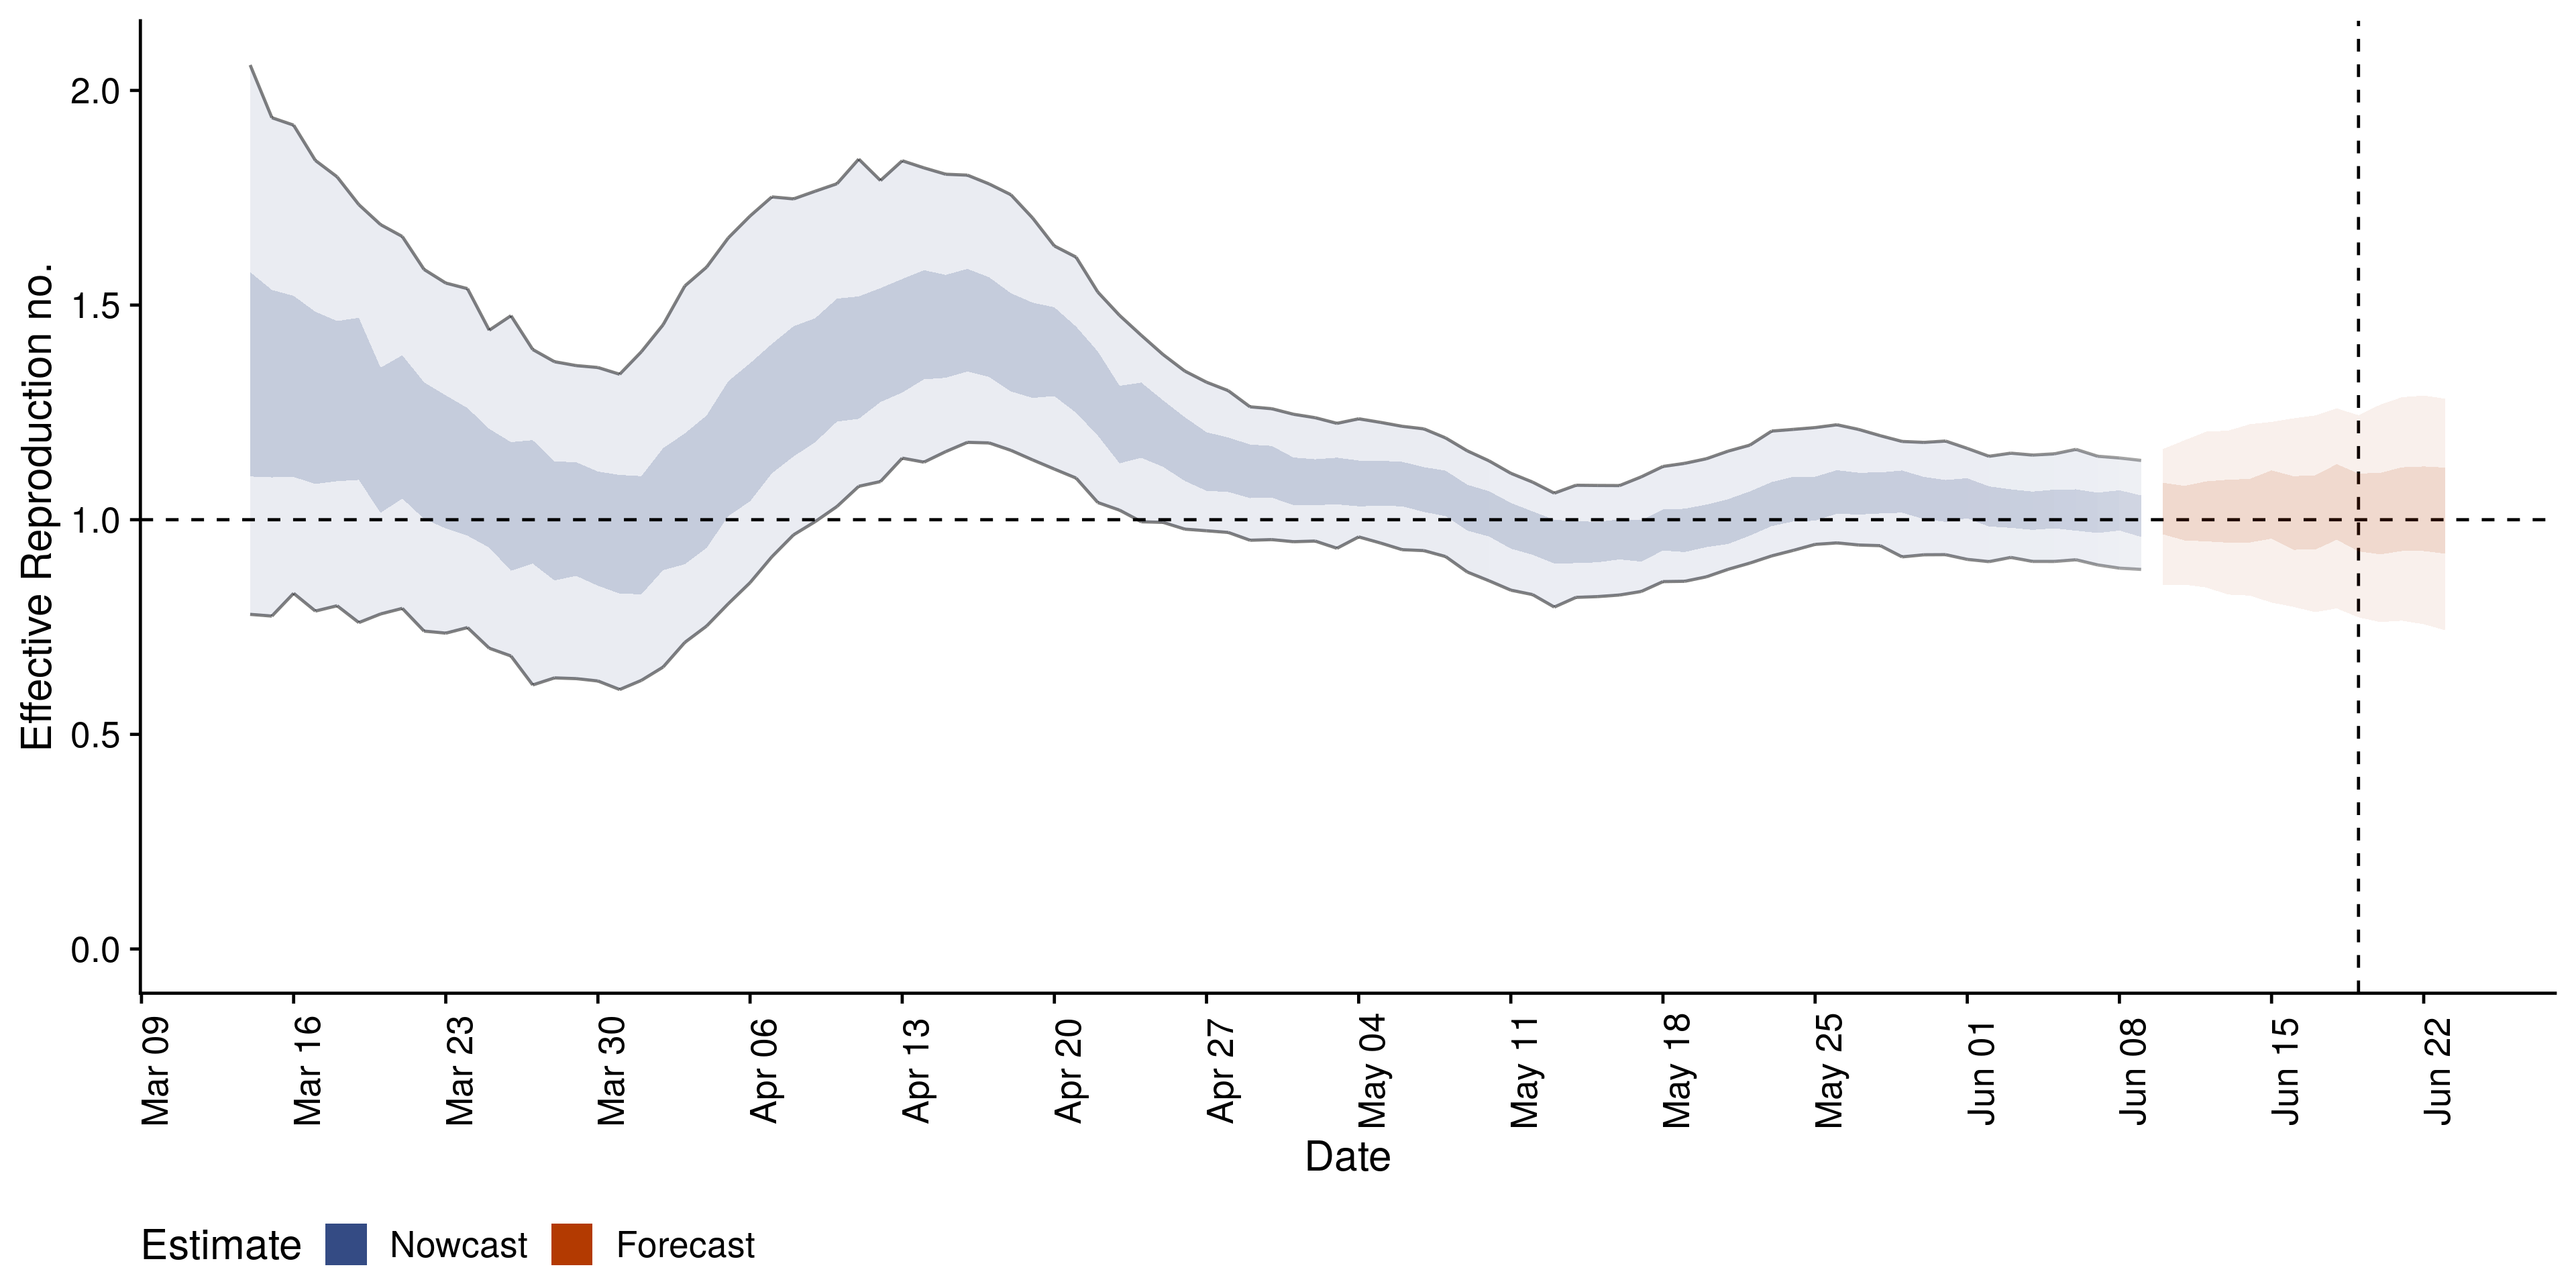 Effective Reproduction no.
2.0
1.5
1.0
0.5
0.0
Mar 09
Mar 16
Mar 23
Mar 30
Apr 06
Apr 13
Apr 20
Apr 27
May 04
May 11
May 18
May 25
Jun 01
Jun 08
Jun 15
Jun 22
Date
Estimate Nowcast Forecast